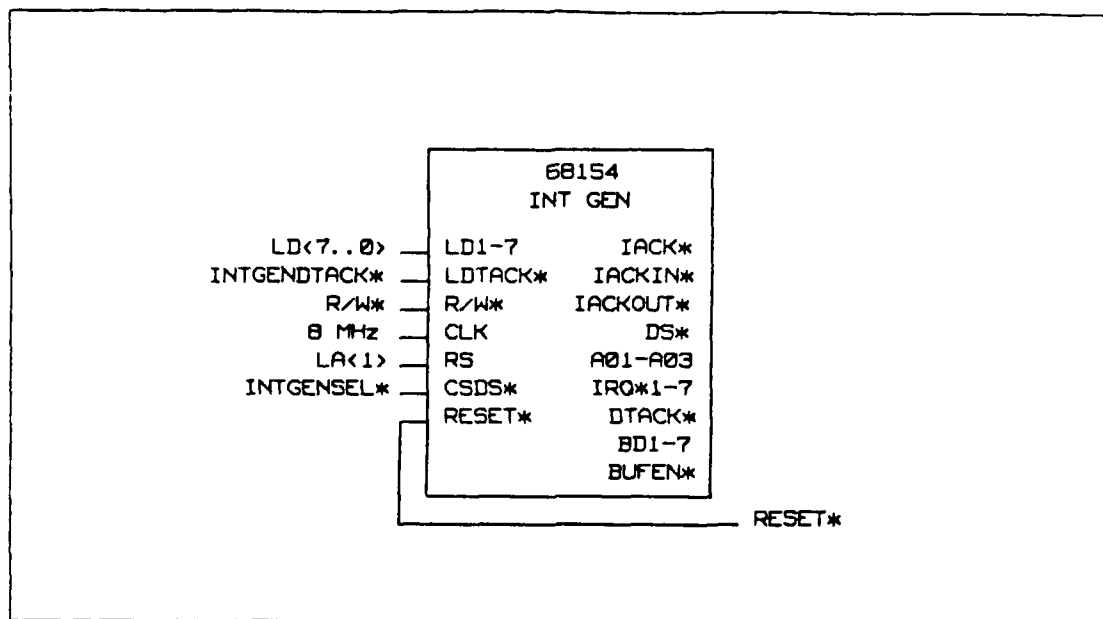 68154
INT GEN
LD<7..0> LD1-7 IACK*
INTGENDTACK* LDTACK* IACKIN*
R/W* R/W* IACKOUT*
8 MHz CLK DS*
LA<1> RS A01-A03
INTGENSEL* CSDS* IRQ*1-7
RESET* DTACK*
BD1-7
BUFEN*
RESET*